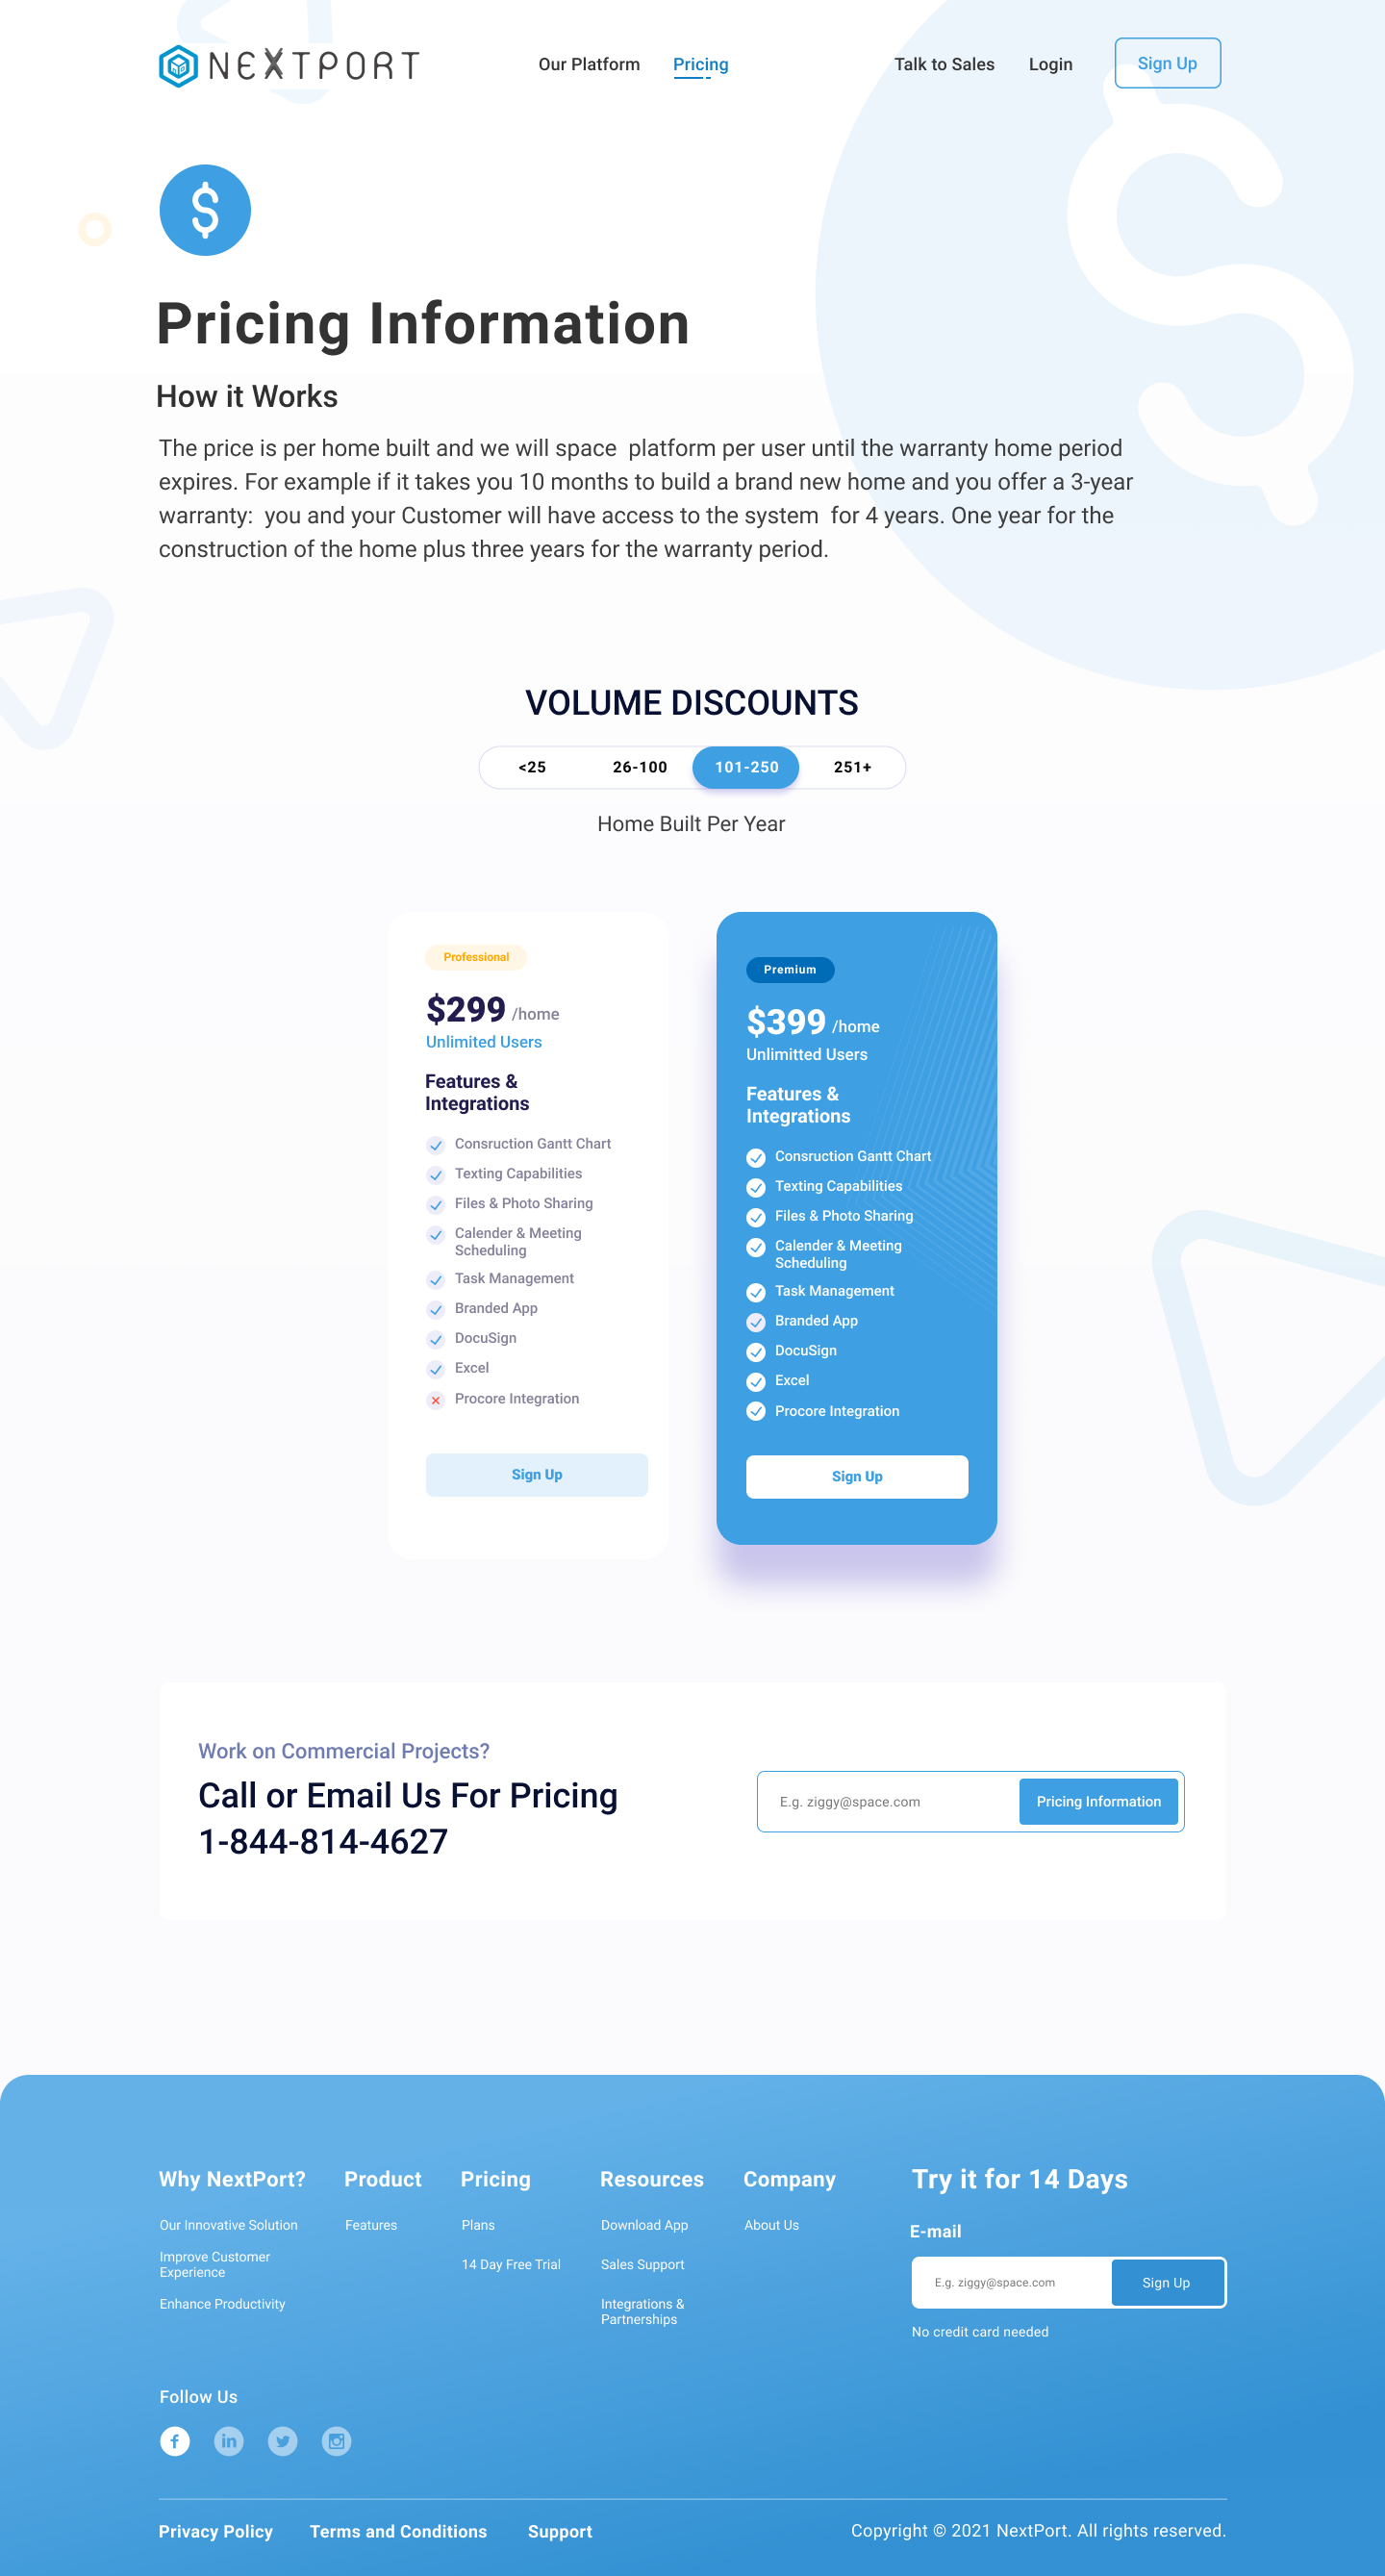 NEXTPORT
Our Platform
Pricing
Talk to Sales
Login
Sign Up
$
Pricing Information
How it Works
The price is per home built and we will space platform per user until the warranty home period
expires. For example if it takes you 10 months to build a brand new home and you offer a 3-year
warranty: you and your Customer will have access to the system for 4 years. One year for the
construction of the home plus three years for the warranty period.
VOLUME DISCOUNTS
<25
26-100
101-250
251+
Home Built Per Year
Professional
$299 /home
Unlimited Users
Features &
Integrations
Consruction Gantt Chart
Texting Capabilities
Files & Photo Sharing
Calender & Meeting
Scheduling
Task Management
Branded App
DocuSign
Excel
Procore Integration
Sign Up
Premium
$399 /home
Unlimitted Users
Features &
Integrations
Consruction Gantt Chart
Texting Capabilities
Files & Photo Sharing
Calender & Meeting
Scheduling
Task Management
Branded App
DocuSign
Excel
Procore Integration
Sign Up
Work on Commercial Projects?
Call or Email Us For Pricing
1-844-814-4627
E.g. ziggy@space.com
Pricing Information
Why NextPort?
Our Innovative Solution
Improve Customer
Experience
Enhance Productivity
Product
Features
Pricing
Plans
14 Day Free Trial
Resources
Download App
Sales Support
Integrations &
Partnerships
Company
About Us
Try it for 14 Days
E-mail
E.g. ziggy@space.com
Sign Up
No credit card needed
Follow Us
Privacy Policy
Terms and Conditions
Support
Copyright © 2021 NextPort. All rights reserved.